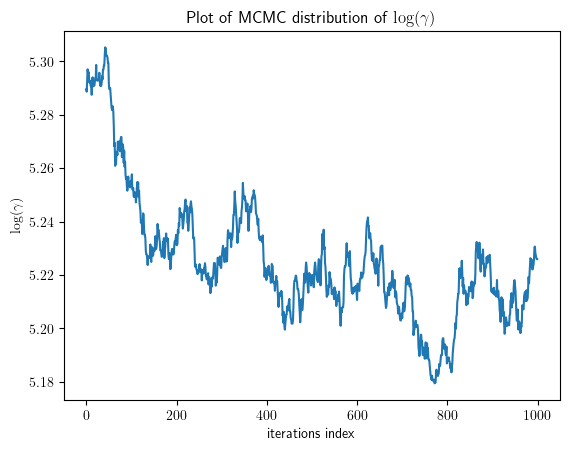 Plot of MCMC distribution of log(γ)
log(γ)
5.30
5.28
5.26
5.24
5.22
5.20
5.18
0 200 400 600 800 1000
iterations index